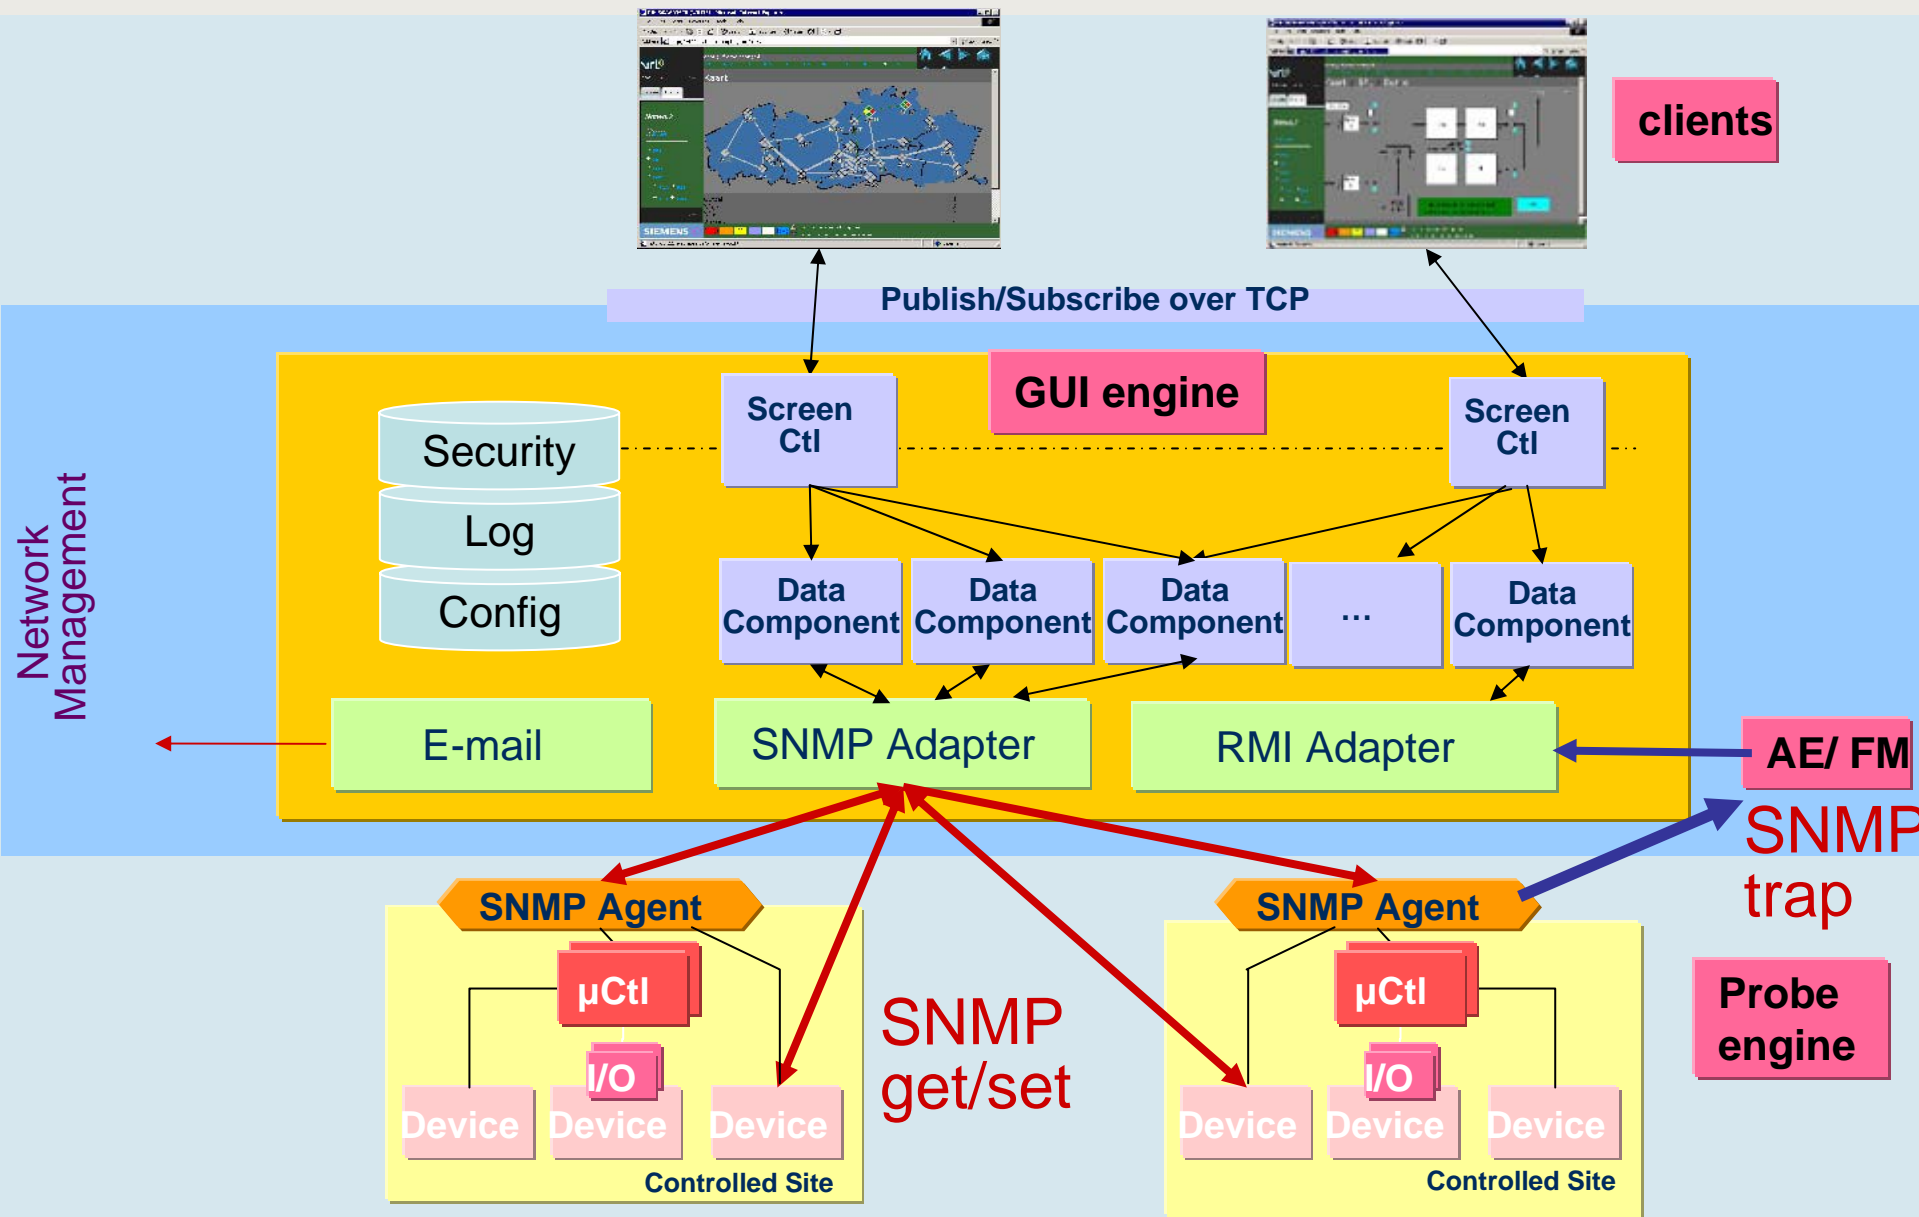 Kaart
SIEMENS
SIEMENS
clients
Publish/Subscribe over TCP
GUI engine
Screen
Ctl
Screen
Ctl
Security
Log
Config
Network
Management
Data
Component
Data
Component
Data
Component
...
Data
Component
E-mail
SNMP Adapter
RMI Adapter
AE/ FM
SNMP
trap
SNMP Agent
SNMP Agent
µCtl
µCtl
SNMP
get/set
Probe
engine
I/O
I/O
Device
Device
Device
Device
Device
Device
Controlled Site
Controlled Site